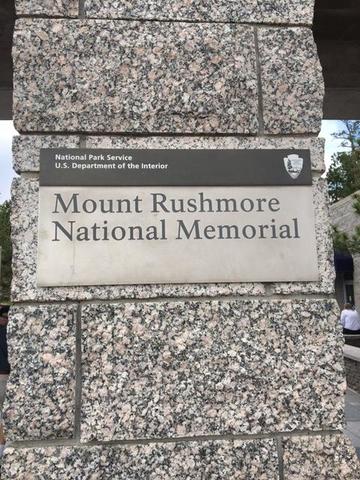 National Park Service
U.S. Department of the Interior
Mount Rushmore
National Memorial